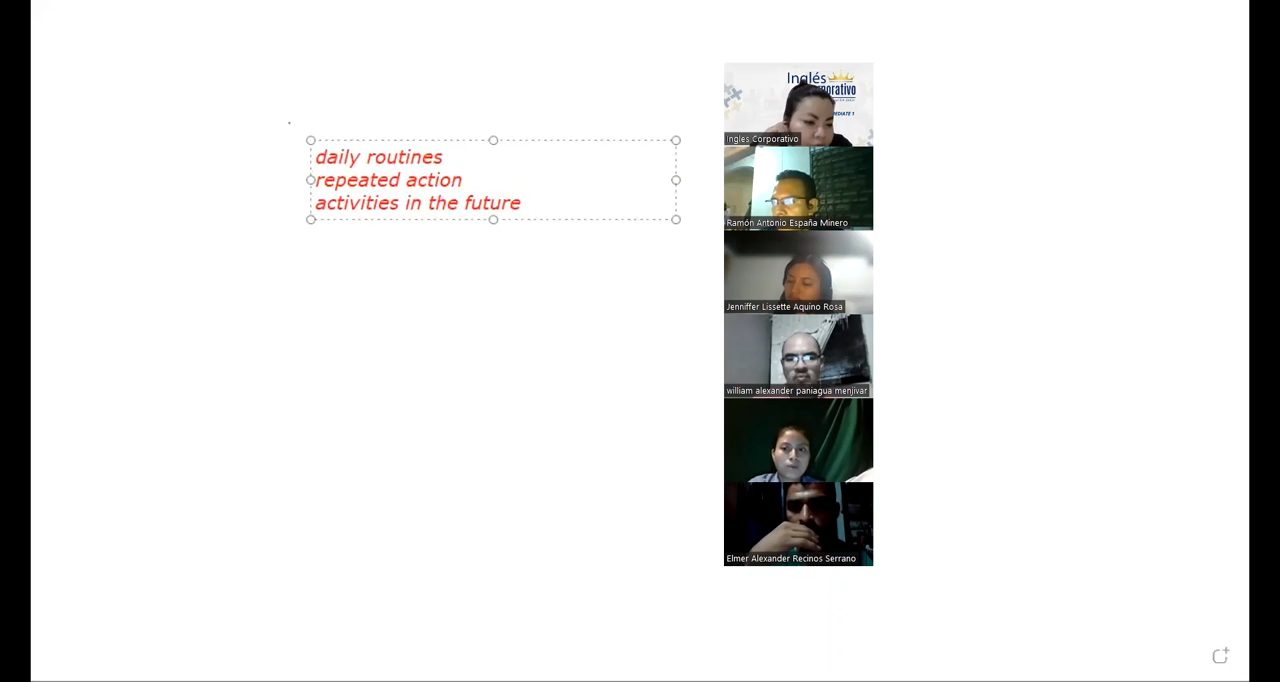 daily routines
repeated action
activities in the future
Inglés
Ingles Corporativo
Ramón Antonio España Minero
Jenniffer Lissette Aquino Rosa
william alexander paniagua menjivar
Elmer Alexander Recinos Serrano